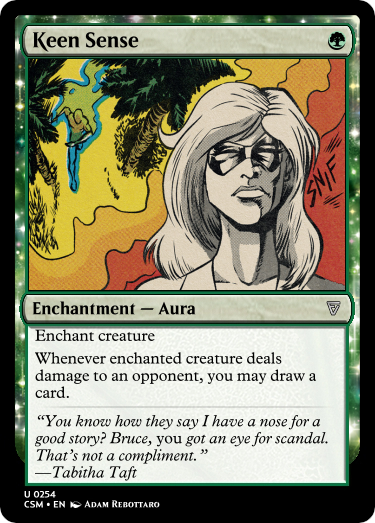 Keen Sense
SNIF
Enchantment — Aura
Enchant creature
Whenever enchanted creature deals
damage to an opponent, you may draw a
card.
“You know how they say I have a nose for a
good story? Bruce, you got an eye for scandal.
That’s not a compliment.”
—Tabitha Taft
U 0254
CSM • EN Adam Rebottaro